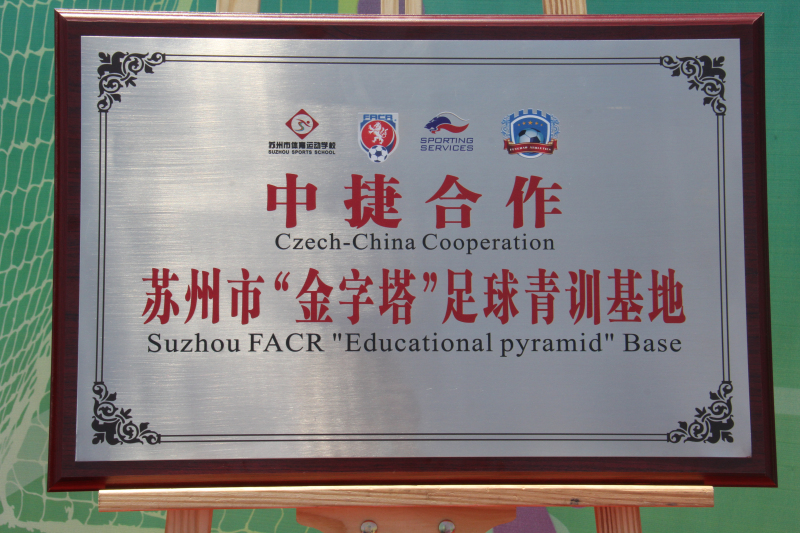 苏州市体育运动学校
SUZHOU SPORTS SCHOOL
FACR
SPORTING
SERVICES
中捷合作
Czech-China Cooperation
苏州市“金字塔”足球青训基地
Suzhou FACR "Educational pyramid" Base